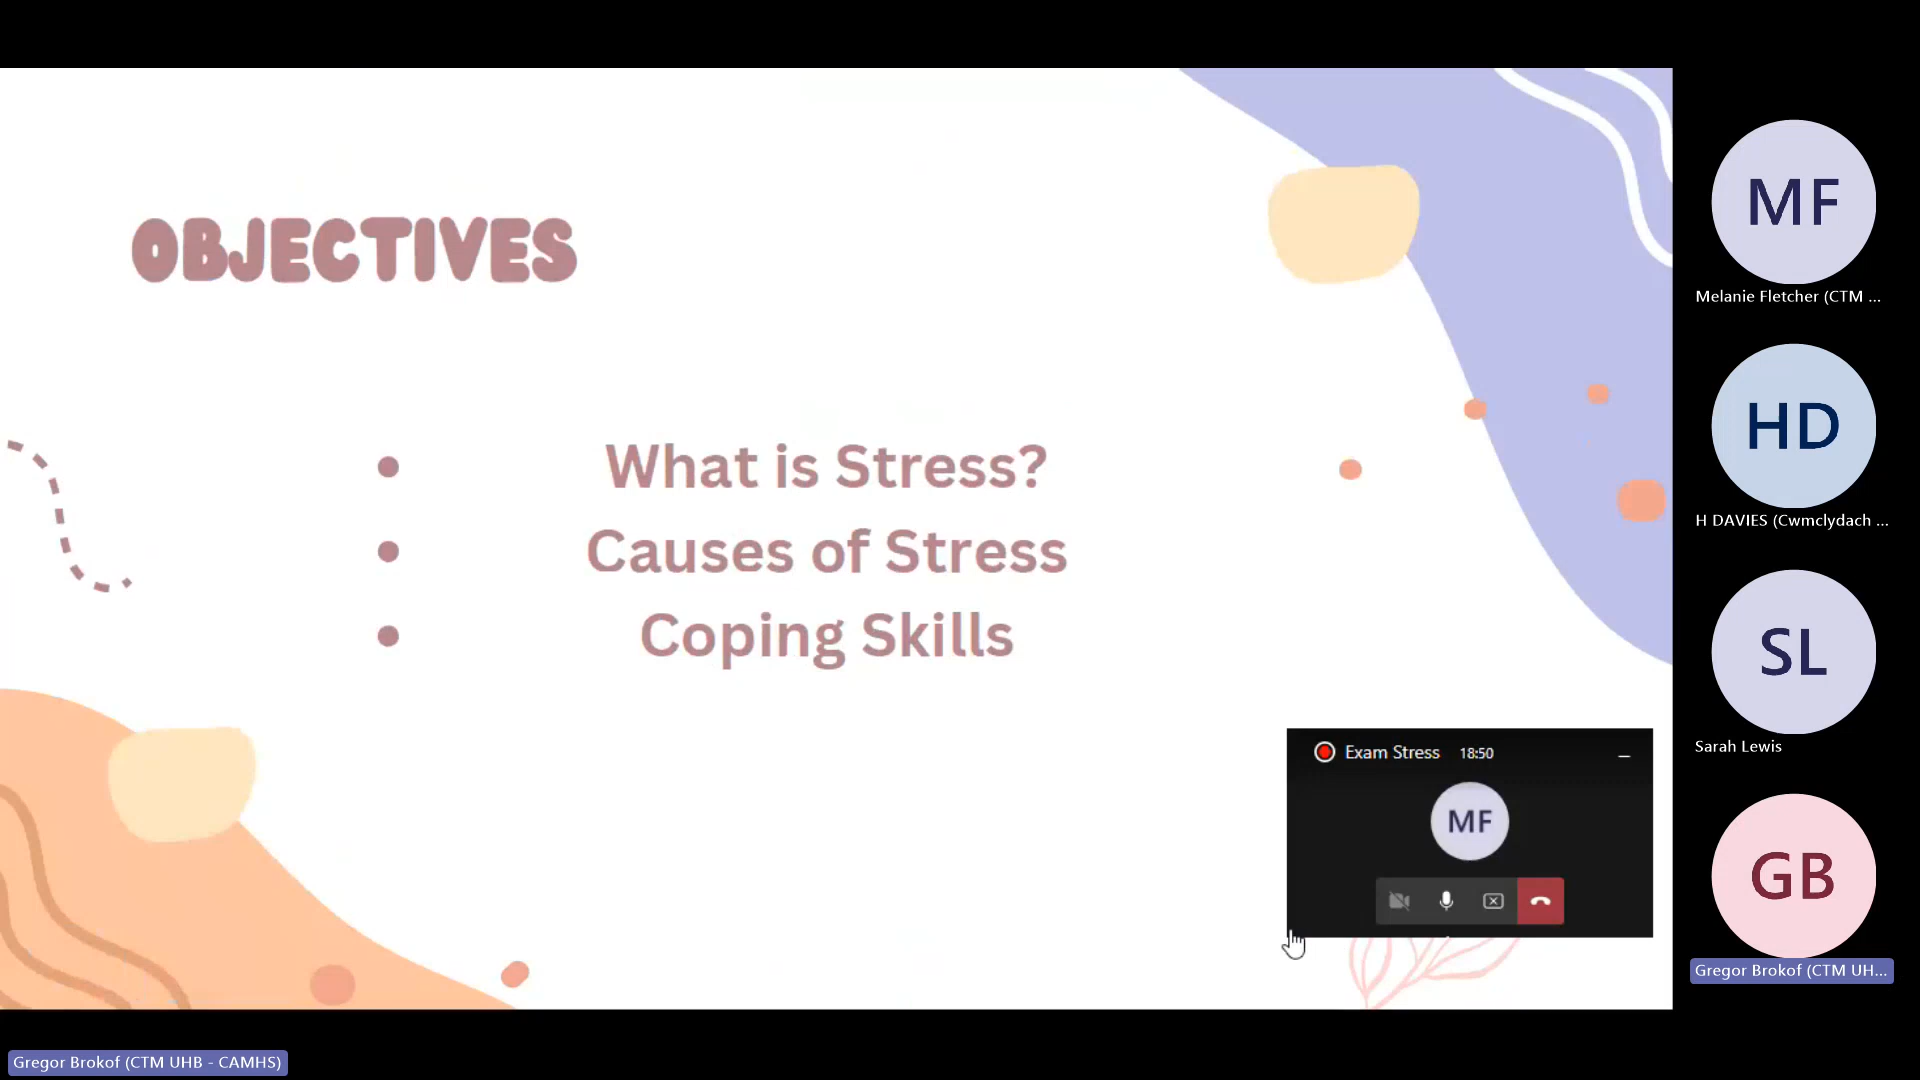 OBJECTIVES
• What is Stress?
• Causes of Stress
• Coping Skills
Exam Stress 18:50
MF
MF
Melanie Fletcher (CTM ...
HD
H DAVIES (Cwmclydach ...
SL
Sarah Lewis
GB
Gregor Brokof (CTM UH...
Gregor Brokof (CTM UHB - CAMHS)